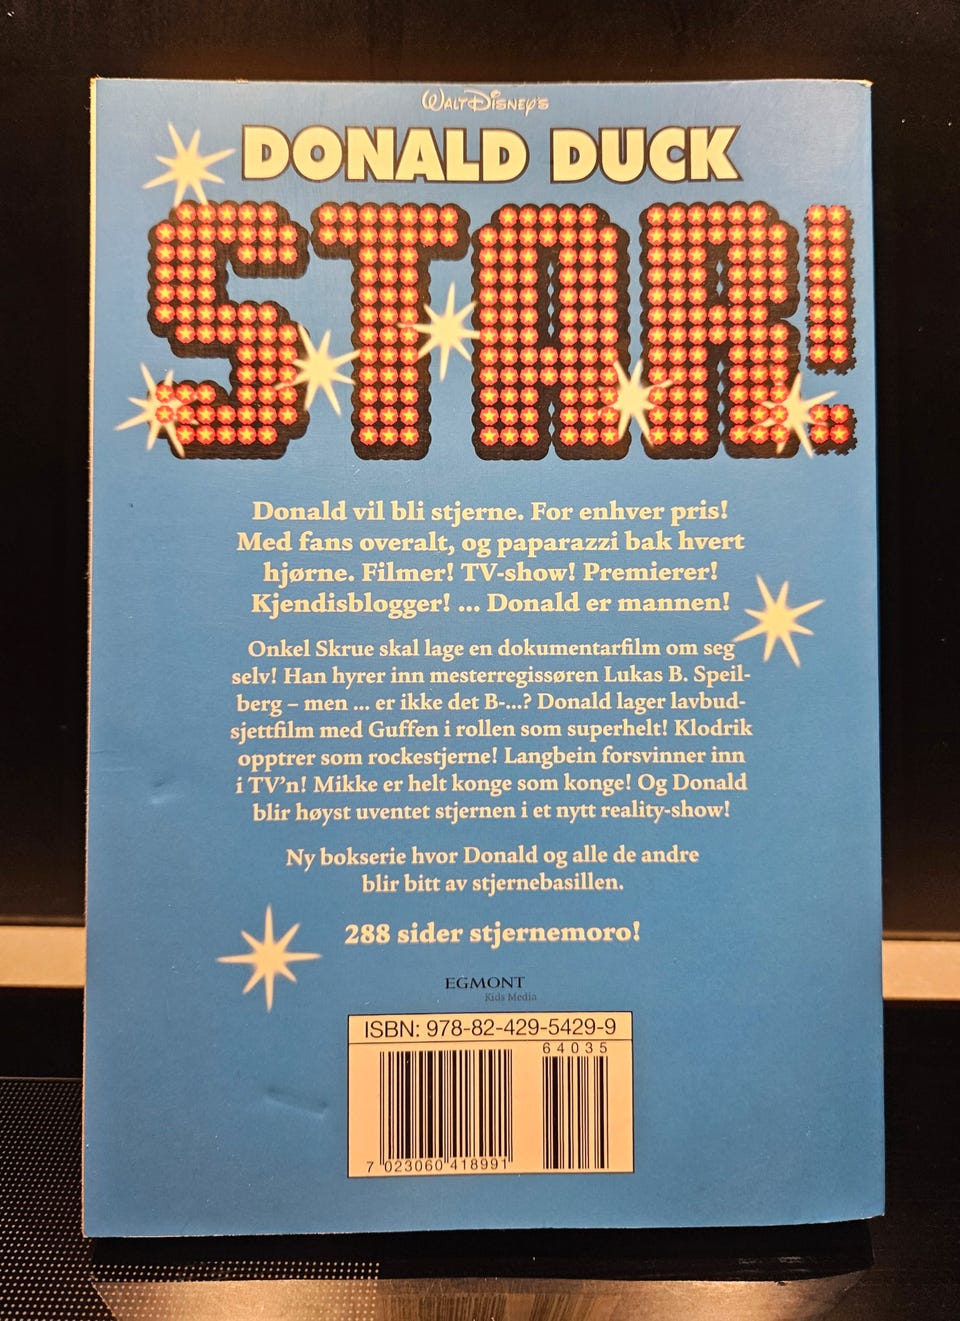 WALT DISNEY'S
DONALD DUCK
STAR!
Donald vil bli stjerne. For enhver pris!
Med fans overalt, og paparazzi bak hvert
hjørne. Filmer! TV-show! Premierer!
Kjendisblogger! ... Donald er mannen!
Onkel Skrue skal lage en dokumentarfilm om seg
selv! Han hyrer inn mesterregissøren Lukas B. Speil-
berg – men ... er ikke det B-...? Donald lager lavbud-
sjettfilm med Guffen i rollen som superhelt! Klodrik
opptrer som rockestjerne! Langbein forsvinner inn
i TV'n! Mikke er helt konge som konge! Og Donald
blir høyst uventet stjernen i et nytt reality-show!
Ny bokserie hvor Donald og alle de andre
blir bitt av stjernebasillen.
288 sider stjernemoro!
EGMONT
Kids Media
ISBN: 978-82-429-5429-9
64035
7 023060 418991